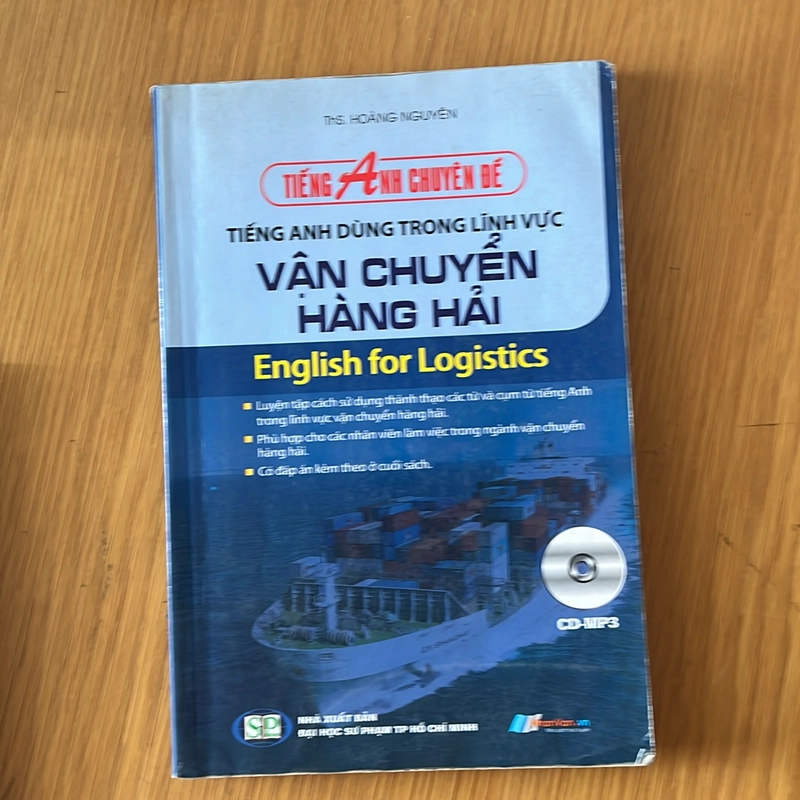 ThS. HOÀNG NGUYÊN
TIẾNG ANH CHUYÊN ĐỀ
TIẾNG ANH DÙNG TRONG LĨNH VỰC
VẬN CHUYỂN
HÀNG HẢI
English for Logistics
Luyện tập cách sử dụng thành thạo các từ và cụm từ tiếng Anh
trong lĩnh vực vận chuyển hàng hải.
Phù hợp cho các nhân viên làm việc trong ngành vận chuyển
hàng hải.
Có đáp án kèm theo ở cuối sách.
CD-MP3
SP
NHÀ XUẤT BẢN
ĐẠI HỌC SƯ PHẠM TP HỒ CHÍ MINH
NhanVan.vn